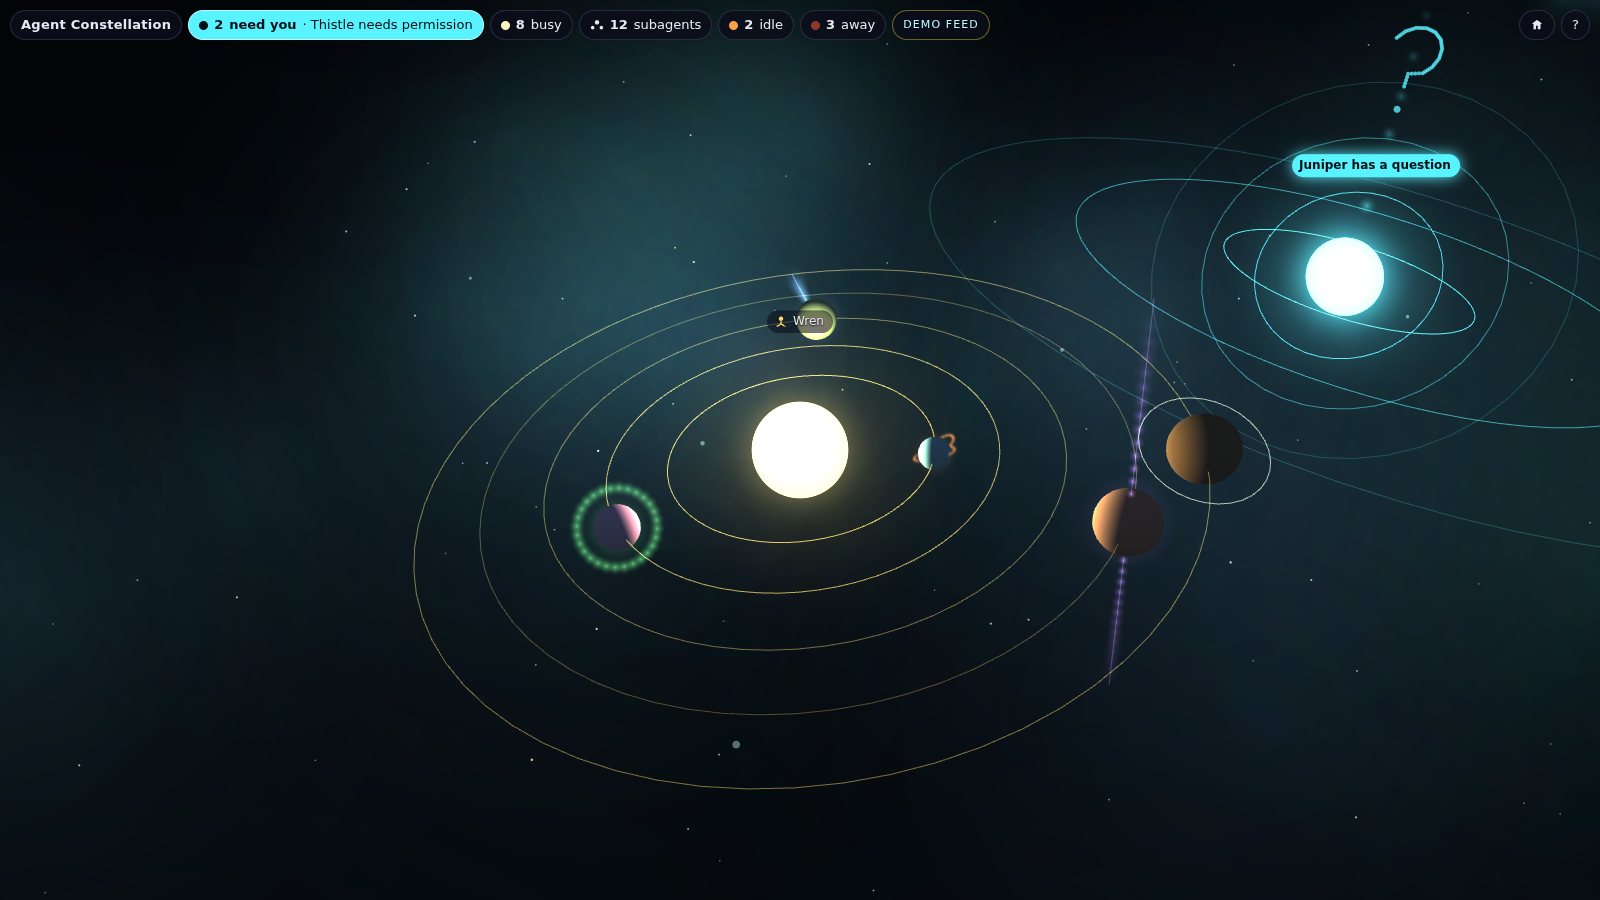 Agent Constellation
2 need you · Thistle needs permission
8 busy
12 subagents
2 idle
3 away
DEMO FEED
?
Juniper has a question
Wren